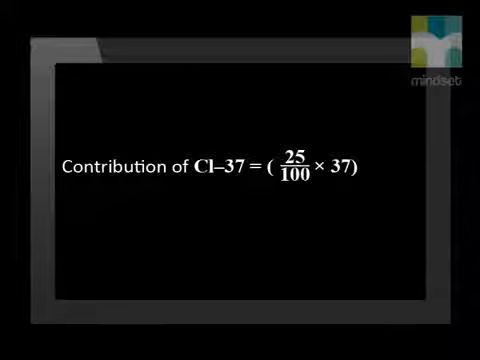 mindset
Contribution of Cl–37 = ( 25/100 × 37)